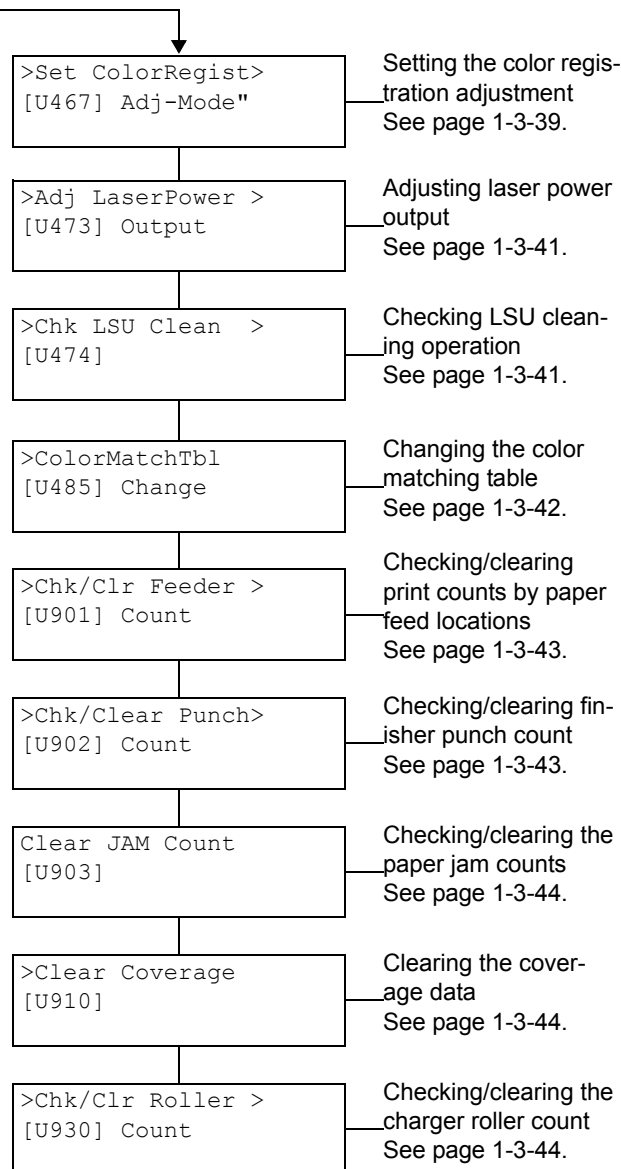 >Set ColorRegist>
[U467] Adj-Mode"
Setting the color regis-
tration adjustment
See page 1-3-39.
>Adj LaserPower >
[U473] Output
Adjusting laser power
output
See page 1-3-41.
>Chk LSU Clean  >
[U474]
Checking LSU clean-
ing operation
See page 1-3-41.
>ColorMatchTbl
[U485] Change
Changing the color
matching table
See page 1-3-42.
>Chk/Clr Feeder >
[U901] Count
Checking/clearing
print counts by paper
feed locations
See page 1-3-43.
>Chk/Clear Punch>
[U902] Count
Checking/clearing fin-
isher punch count
See page 1-3-43.
Clear JAM Count
[U903]
Checking/clearing the
paper jam counts
See page 1-3-44.
>Clear Coverage
[U910]
Clearing the cover-
age data
See page 1-3-44.
>Chk/Clr Roller >
[U930] Count
Checking/clearing the
charger roller count
See page 1-3-44.